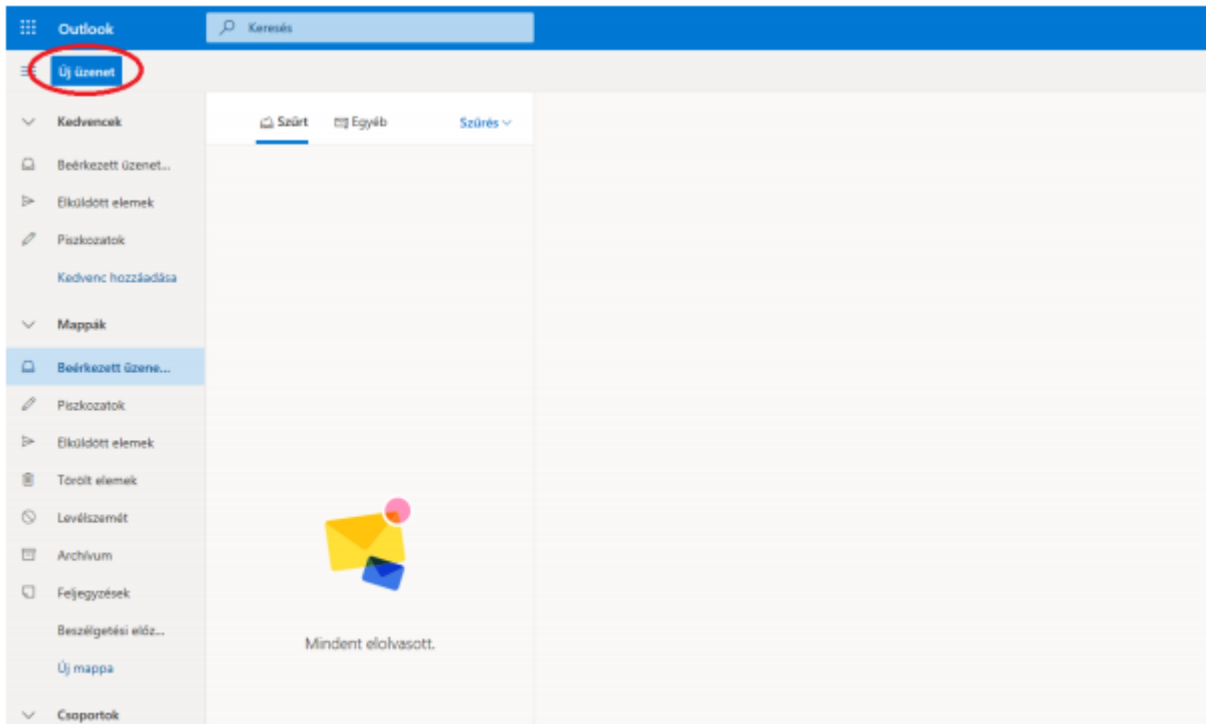 Outlook
Keresés
Új üzenet
Kedvencek
Beérkezett üzenet...
Elküldött elemek
Piszkozatok
Kedvenc hozzáadása
Mappák
Beérkezett üzene...
Piszkozatok
Elküldött elemek
Törölt elemek
Levélszemét
Archívum
Feljegyzések
Beszélgetési előz...
Új mappa
Csoportok
Szűrt
Egyéb
Szűrés
Mindent elolvasott.